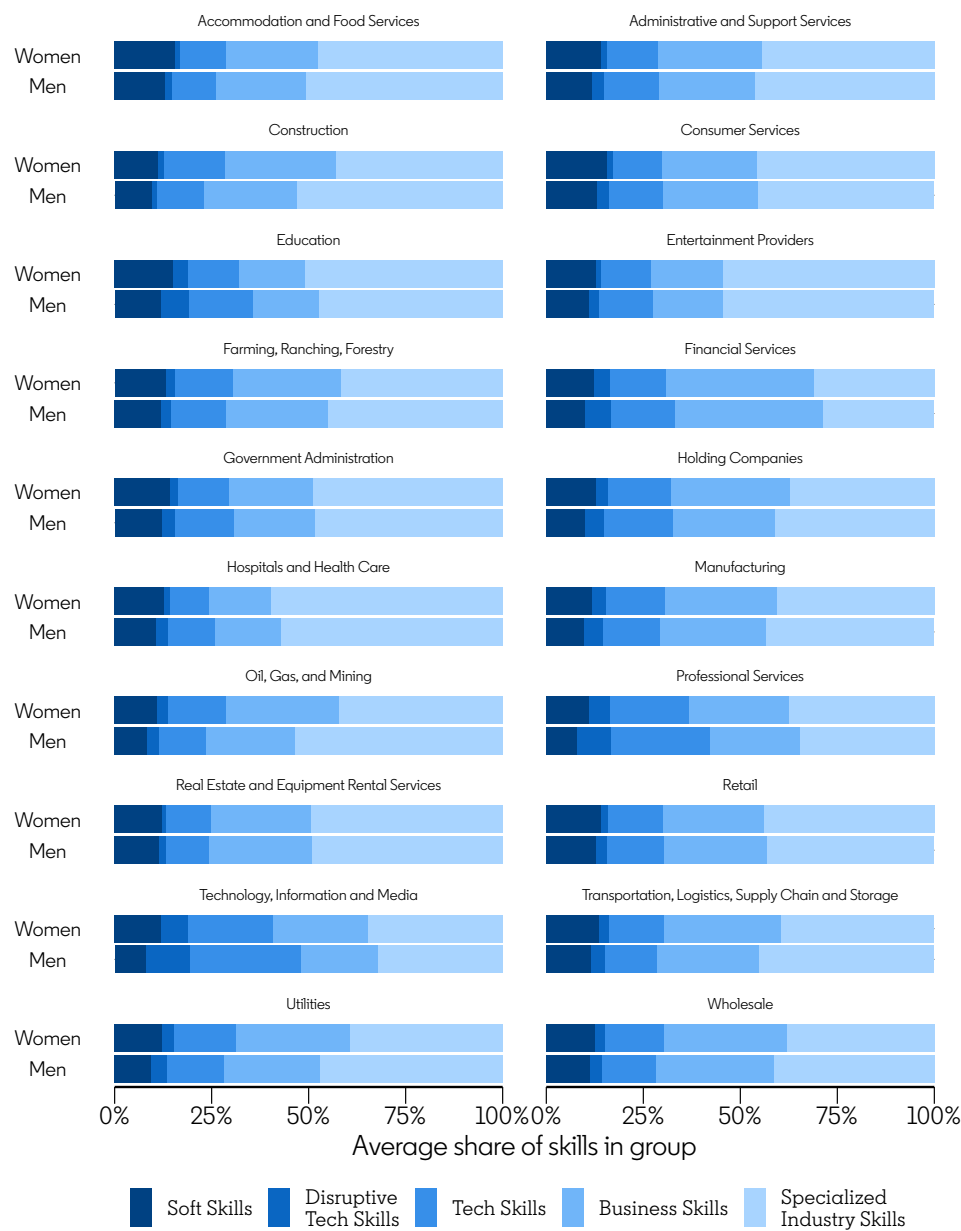 Accommodation and Food Services
Administrative and Support Services
Women
Men
Construction
Consumer Services
Women
Men
Education
Entertainment Providers
Women
Men
Farming, Ranching, Forestry
Financial Services
Women
Men
Government Administration
Holding Companies
Women
Men
Hospitals and Health Care
Manufacturing
Women
Men
Oil, Gas, and Mining
Professional Services
Women
Men
Real Estate and Equipment Rental Services
Retail
Women
Men
Technology, Information and Media
Transportation, Logistics, Supply Chain and Storage
Women
Men
Utilities
Wholesale
Women
Men
0% 25% 50% 75% 100% 0% 25% 50% 75% 100%
Average share of skills in group
Soft Skills
Disruptive
Tech Skills
Tech Skills
Business Skills
Specialized
Industry Skills